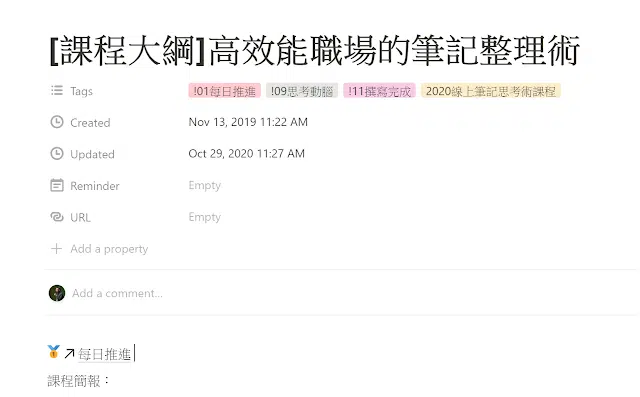 [課程大綱]高效能職場的筆記整理術
Tags !01每日推進 !09思考動腦 !11撰寫完成 2020線上筆記思考術課程
Created Nov 13, 2019 11:22 AM
Updated Oct 29, 2020 11:27 AM
Reminder Empty
URL Empty
Add a property
Add a comment...
每日推進
課程簡報：